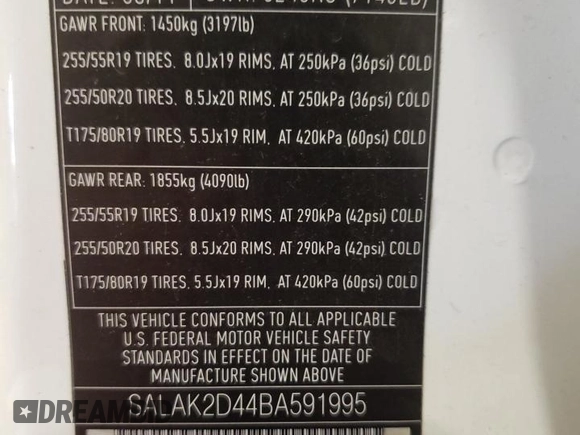 GAWR FRONT: 1450kg (3197lb)
255/55R19 TIRES. 8.0Jx19 RIMS, AT 250kPa (36psi) COLD
255/50R20 TIRES. 8.5Jx20 RIMS, AT 250kPa (36psi) COLD
T175/80R19 TIRES. 5.5Jx19 RIM, AT 420kPa (60psi) COLD
GAWR REAR: 1855kg (4090lb)
255/55R19 TIRES. 8.0Jx19 RIMS, AT 290kPa (42psi) COLD
255/50R20 TIRES. 8.5Jx20 RIMS, AT 290kPa (42psi) COLD
T175/80R19 TIRES. 5.5Jx19 RIM, AT 420kPa (60psi) COLD
THIS VEHICLE CONFORMS TO ALL APPLICABLE
U.S. FEDERAL MOTOR VEHICLE SAFETY
STANDARDS IN EFFECT ON THE DATE OF
MANUFACTURE SHOWN ABOVE
SALAK2D44BA591995